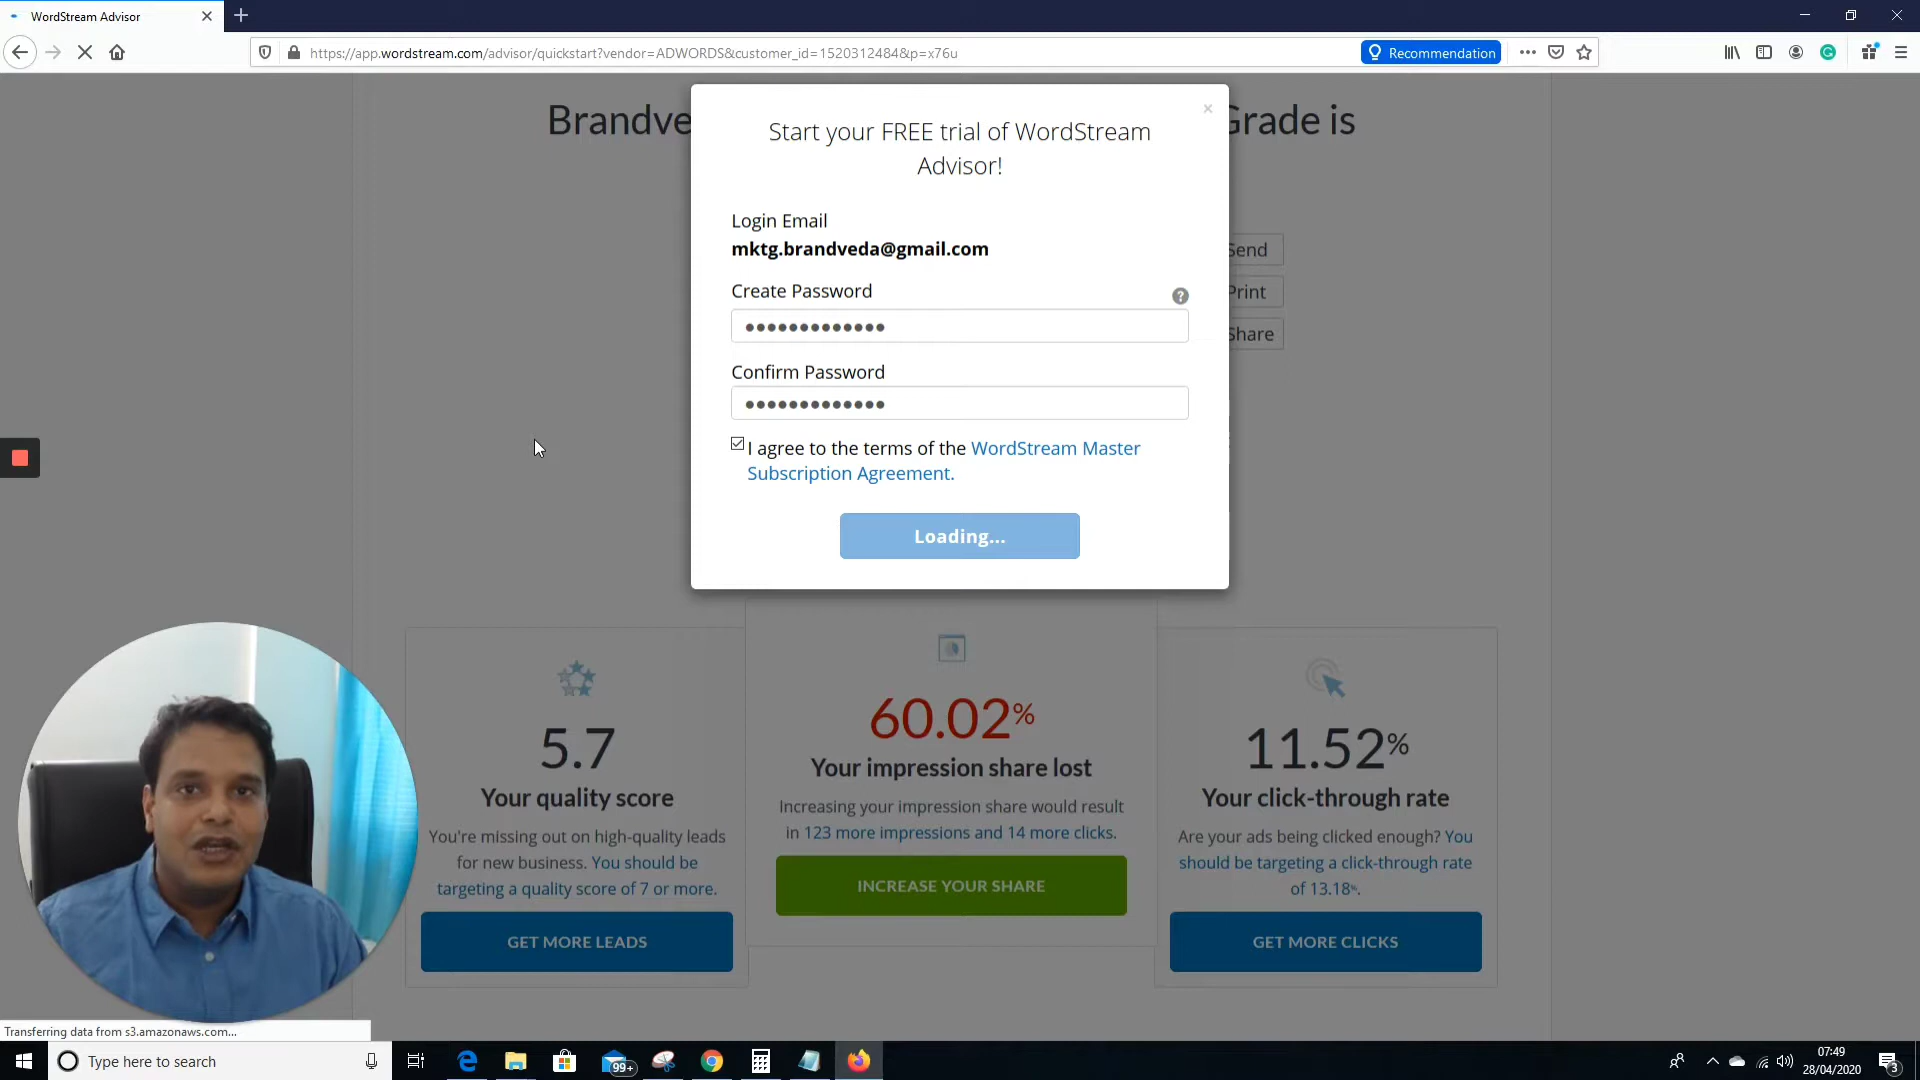 WordStream Advisor
https://app.wordstream.com/advisor/quickstart?vendor=ADWORDS&customer_id=1520312484&p=x76u
Recommendation
Brandve
Grade is
Start your FREE trial of WordStream
Advisor!
Login Email
mktg.brandveda@gmail.com
Create Password
?
Confirm Password
I agree to the terms of the WordStream Master
Subscription Agreement.
Loading...
Send
Print
Share
5.7
Your quality score
You're missing out on high-quality leads
for new business. You should be
targeting a quality score of 7 or more.
GET MORE LEADS
60.02%
Your impression share lost
Increasing your impression share would result
in 123 more impressions and 14 more clicks.
INCREASE YOUR SHARE
11.52%
Your click-through rate
Are your ads being clicked enough? You
should be targeting a click-through rate
of 13.18%.
GET MORE CLICKS
Transferring data from s3.amazonaws.com...
Type here to search
99+
07:49
28/04/2020
3